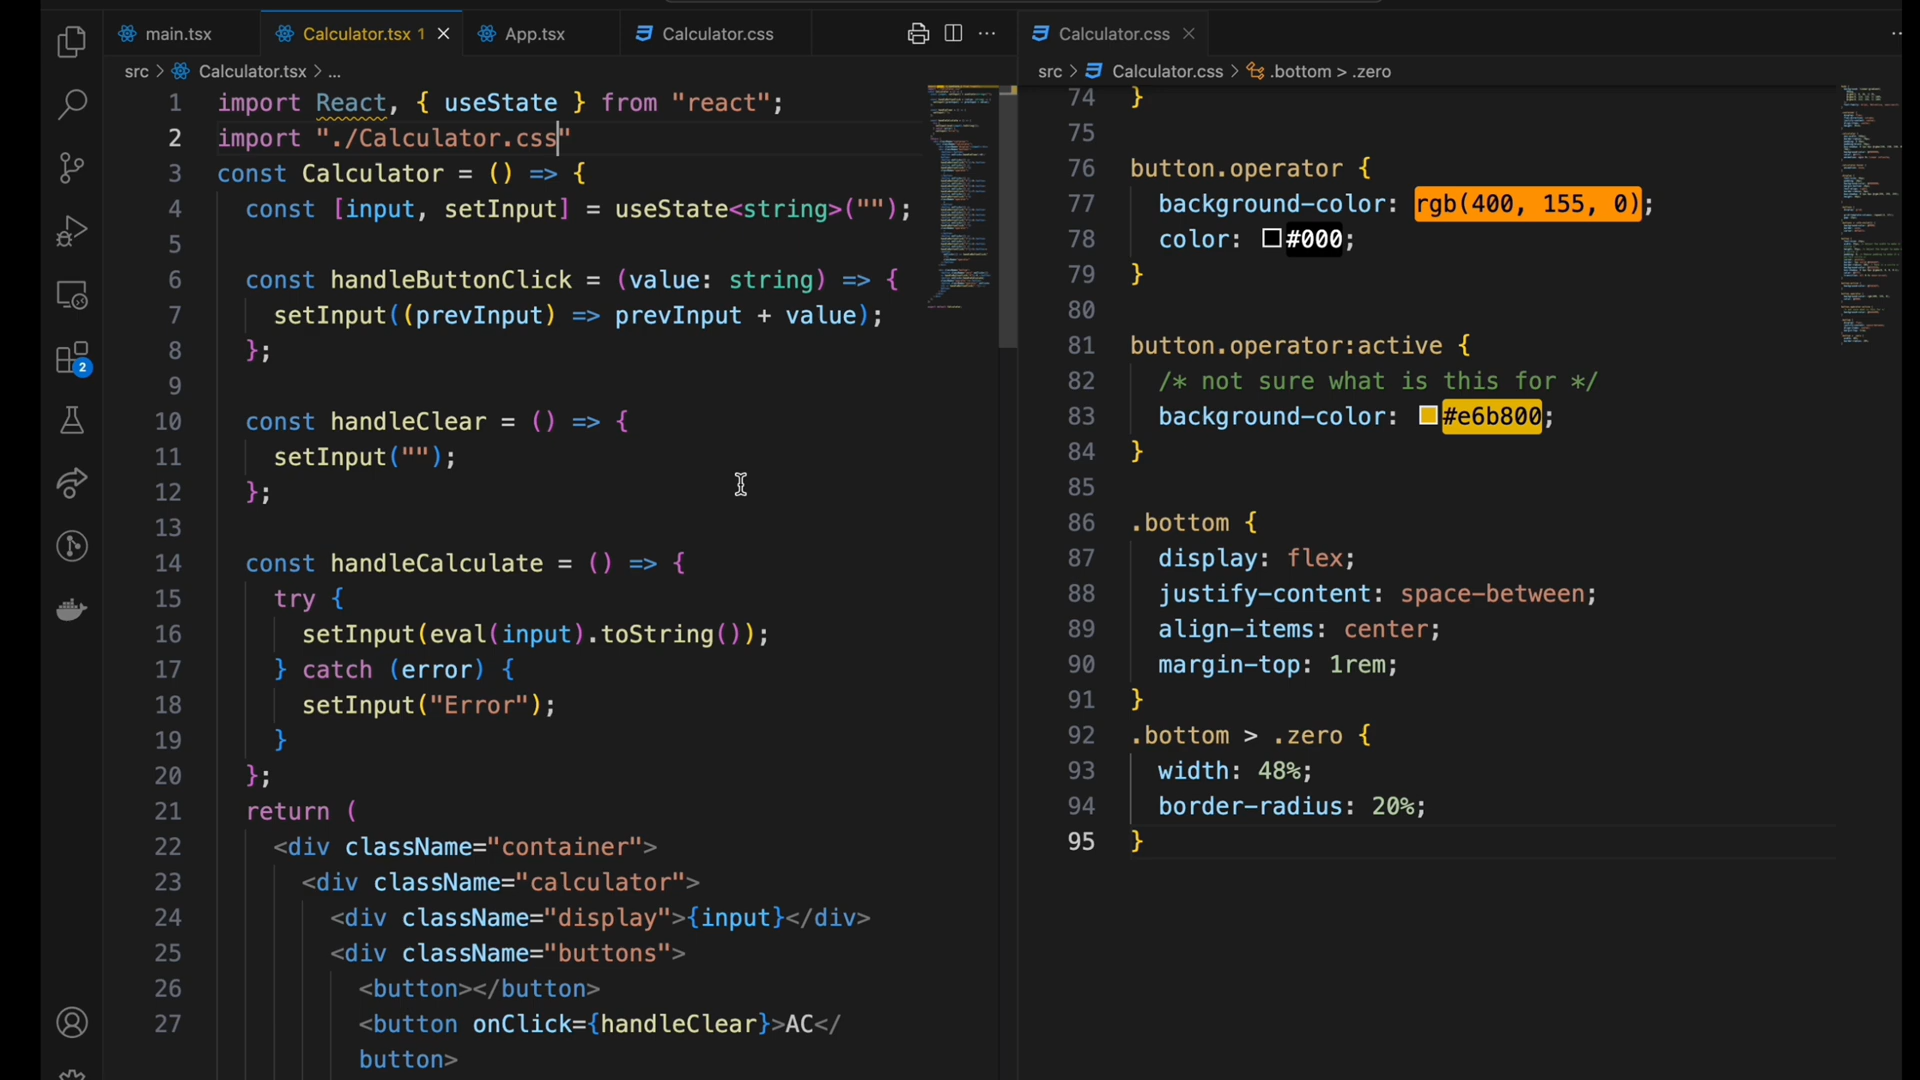 main.tsx
Calculator.tsx 1
App.tsx
Calculator.css
Calculator.css
src > Calculator.tsx > ...
1 import React, { useState } from "react";
2 import "./Calculator.css"
3 const Calculator = () => {
4 const [input, setInput] = useState<string>("");
5
6 const handleButtonClick = (value: string) => {
7 setInput((prevInput) => prevInput + value);
8 };
9
10 const handleClear = () => {
11 setInput("");
12 };
13
14 const handleCalculate = () => {
15 try {
16 setInput(eval(input).toString());
17 } catch (error) {
18 setInput("Error");
19 }
20 };
21 return (
22 <div className="container">
23 <div className="calculator">
24 <div className="display">{input}</div>
25 <div className="buttons">
26 <button></button>
27 <button onClick={handleClear}>AC</
button>
src > Calculator.css > .bottom > .zero
74 }
75
76 button.operator {
77 background-color: rgb(400, 155, 0);
78 color: #000;
79 }
80
81 button.operator:active {
82 /* not sure what is this for */
83 background-color: #e6b800;
84 }
85
86 .bottom {
87 display: flex;
88 justify-content: space-between;
89 align-items: center;
90 margin-top: 1rem;
91 }
92 .bottom > .zero {
93 width: 48%;
94 border-radius: 20%;
95 }
2